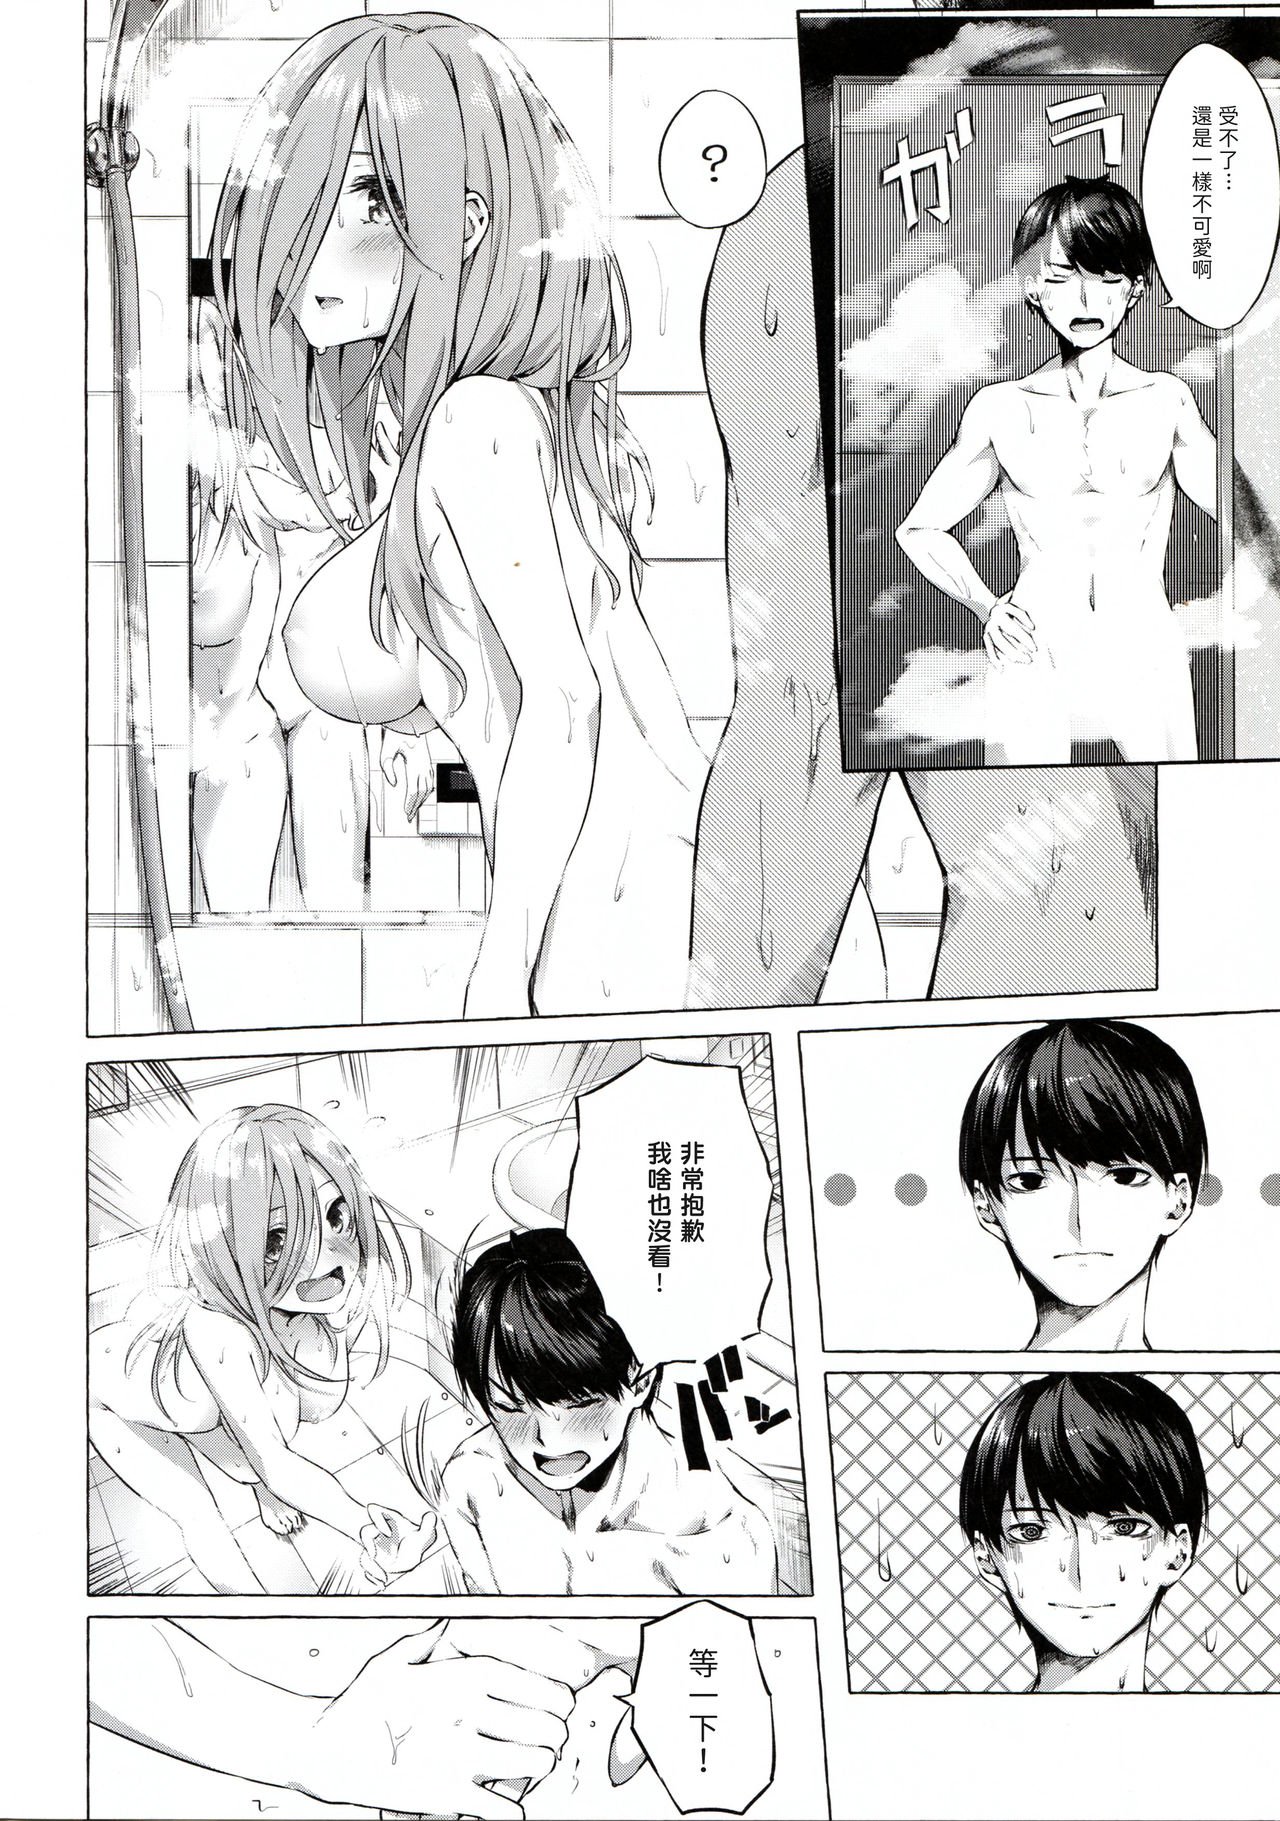 受不了…
還是一樣不可愛啊
ガラ
？
非常抱歉
我啥也沒看！
バッ
等一下！